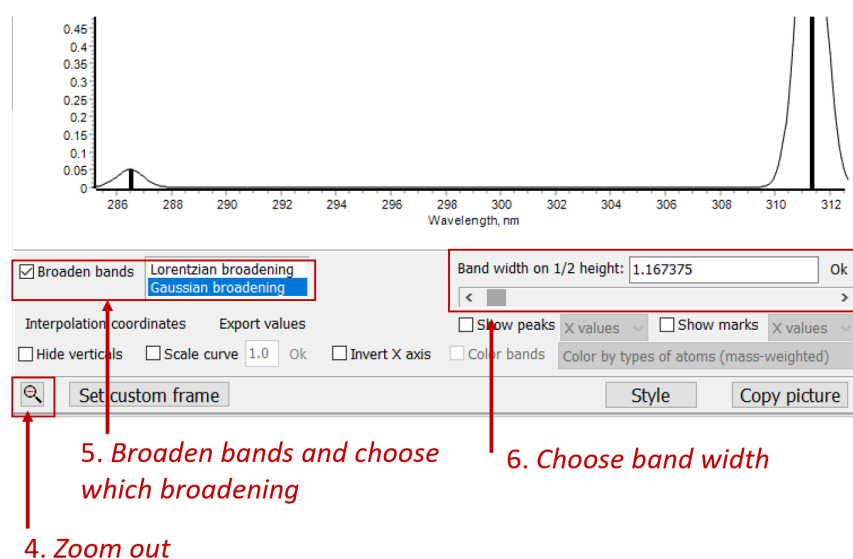 0.45
0.4
0.35
0.3
0.25
0.2
0.15
0.1
0.05
0
286 288 290 292 294 296 298 300 302 304 306 308 310 312
Wavelength, nm
Broaden bands Lorentzian broadening Band width on 1/2 height: 1.167375 Ok
Gaussian broadening
Interpolation coordinates Export values Show peaks X values Show marks X values
Hide verticals Scale curve 1.0 Ok Invert X axis Color bands Color by types of atoms (mass-weighted)
Set custom frame Style Copy picture
5. Broaden bands and choose
which broadening
6. Choose band width
4. Zoom out